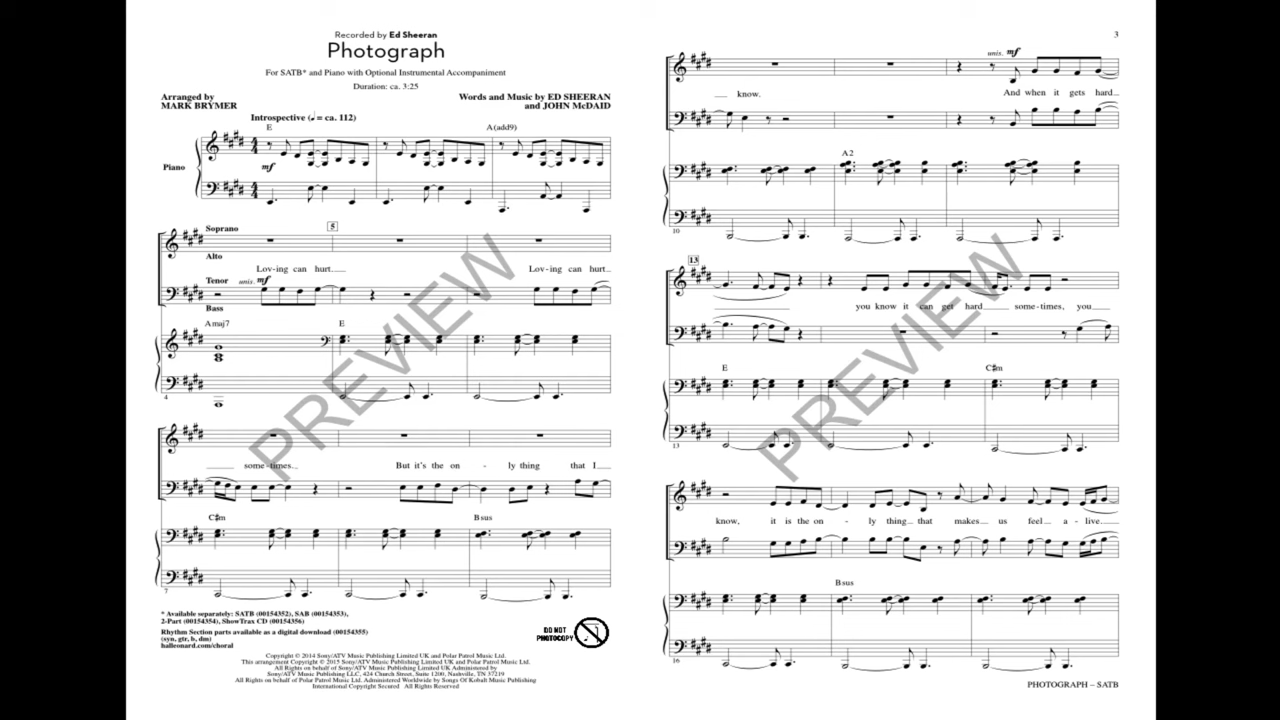 Recorded by Ed Sheeran
Photograph
For SATB* and Piano with Optional Instrumental Accompaniment
Duration: ca. 3:25
Arranged by
MARK BRYMER
Words and Music by ED SHEERAN
and JOHN McDAID
Introspective (♩ = ca. 112)
E
A(add9)
Piano
mf
Soprano
5
Alto
Lov-ing can hurt.
Lov-ing can hurt
Tenor
unis. mf
Bass
Amaj7
E
4
some-times.
But it's the on - ly thing that I
C#m
Bsus
7
* Available separately: SATB (00154352), SAB (00154353),
2-Part (00154354), ShowTrax CD (00154356)
Rhythm Section parts available as a digital download (00154355)
(syn, gtr, b, dm)
halleonard.com/choral
DO NOT
PHOTOCOPY
Copyright © 2014 Sony/ATV Music Publishing Limited UK and Polar Patrol Music Ltd.
This arrangement Copyright © 2015 Sony/ATV Music Publishing Limited UK and Polar Patrol Music Ltd.
All Rights on behalf of Sony/ATV Music Publishing Limited UK Administered by
Sony/ATV Music Publishing LLC, 424 Church Street, Suite 1200, Nashville, TN 37219
All Rights on behalf of Polar Patrol Music Ltd. Administered Worldwide by Songs Of Kobalt Music Publishing
International Copyright Secured All Rights Reserved
PREVIEW
3
unis. mf
know.
And when it gets hard
A2
10
13
you know it can get hard some-times, you
E
C#m
13
know, it is the on - ly thing that makes us feel a - live.
Bsus
16
PHOTOGRAPH – SATB
PREVIEW